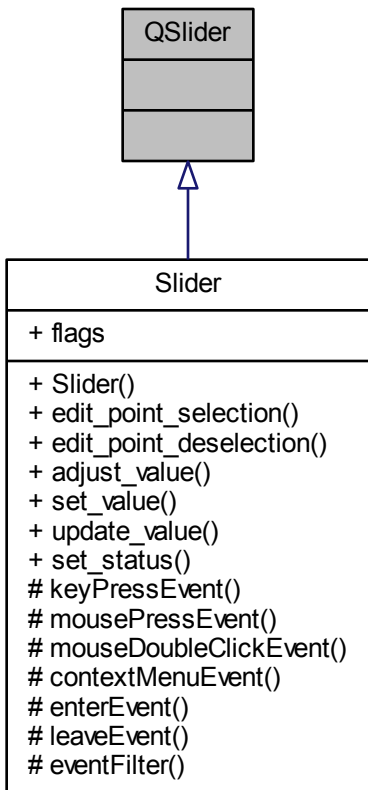 QSlider
Slider
+ flags
+ Slider()
+ edit_point_selection()
+ edit_point_deselection()
+ adjust_value()
+ set_value()
+ update_value()
+ set_status()
# keyPressEvent()
# mousePressEvent()
# mouseDoubleClickEvent()
# contextMenuEvent()
# enterEvent()
# leaveEvent()
# eventFilter()